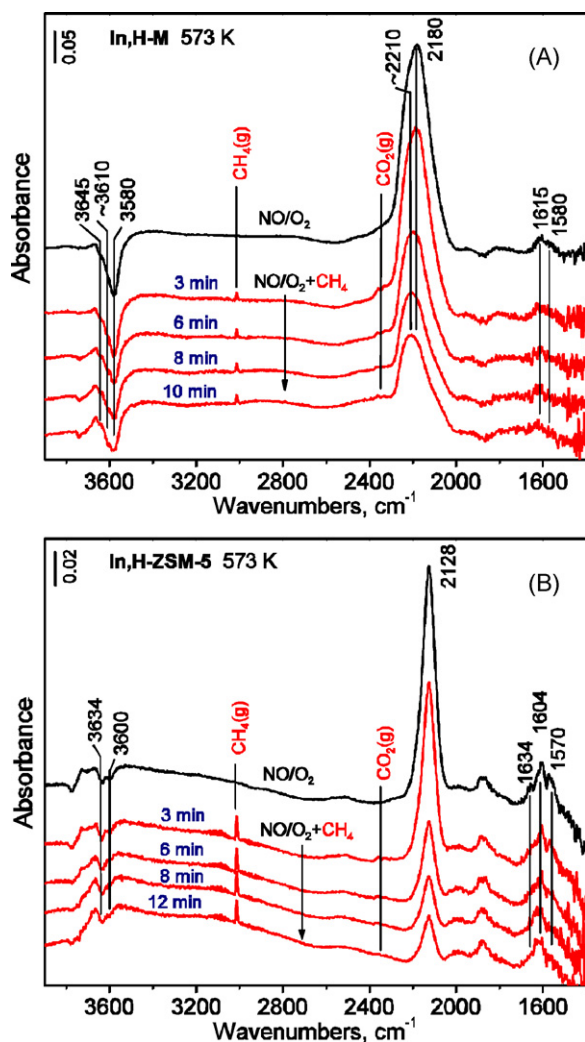 In,H-M 573 K
(A)
0.05
~2210
2180
CH₄(g)
CO₂(g)
3645
~3610
3580
NO/O₂
1615
1580
3 min
NO/O₂+CH₄
6 min
8 min
10 min
Absorbance
3600 3200 2800 2400 2000 1600
Wavenumbers, cm⁻¹
In,H-ZSM-5 573 K
(B)
0.02
2128
3634
3600
CH₄(g)
CO₂(g)
NO/O₂
1634
1604
1570
3 min
NO/O₂+CH₄
6 min
8 min
12 min
Absorbance
3600 3200 2800 2400 2000 1600
Wavenumbers, cm⁻¹